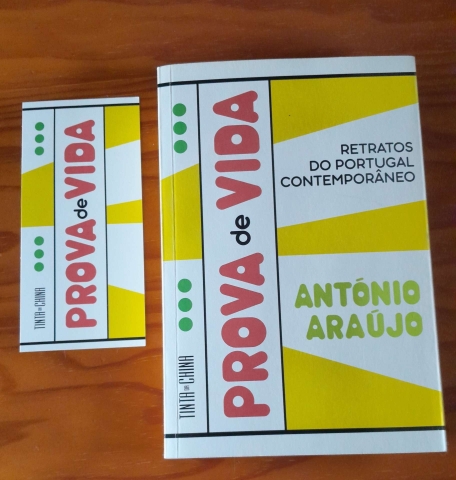 PROVA de VIDA
TINTA DA CHINA
PROVA de VIDA
TINTA DA CHINA
RETRATOS
DO PORTUGAL
CONTEMPORÂNEO
ANTÓNIO
ARAÚJO